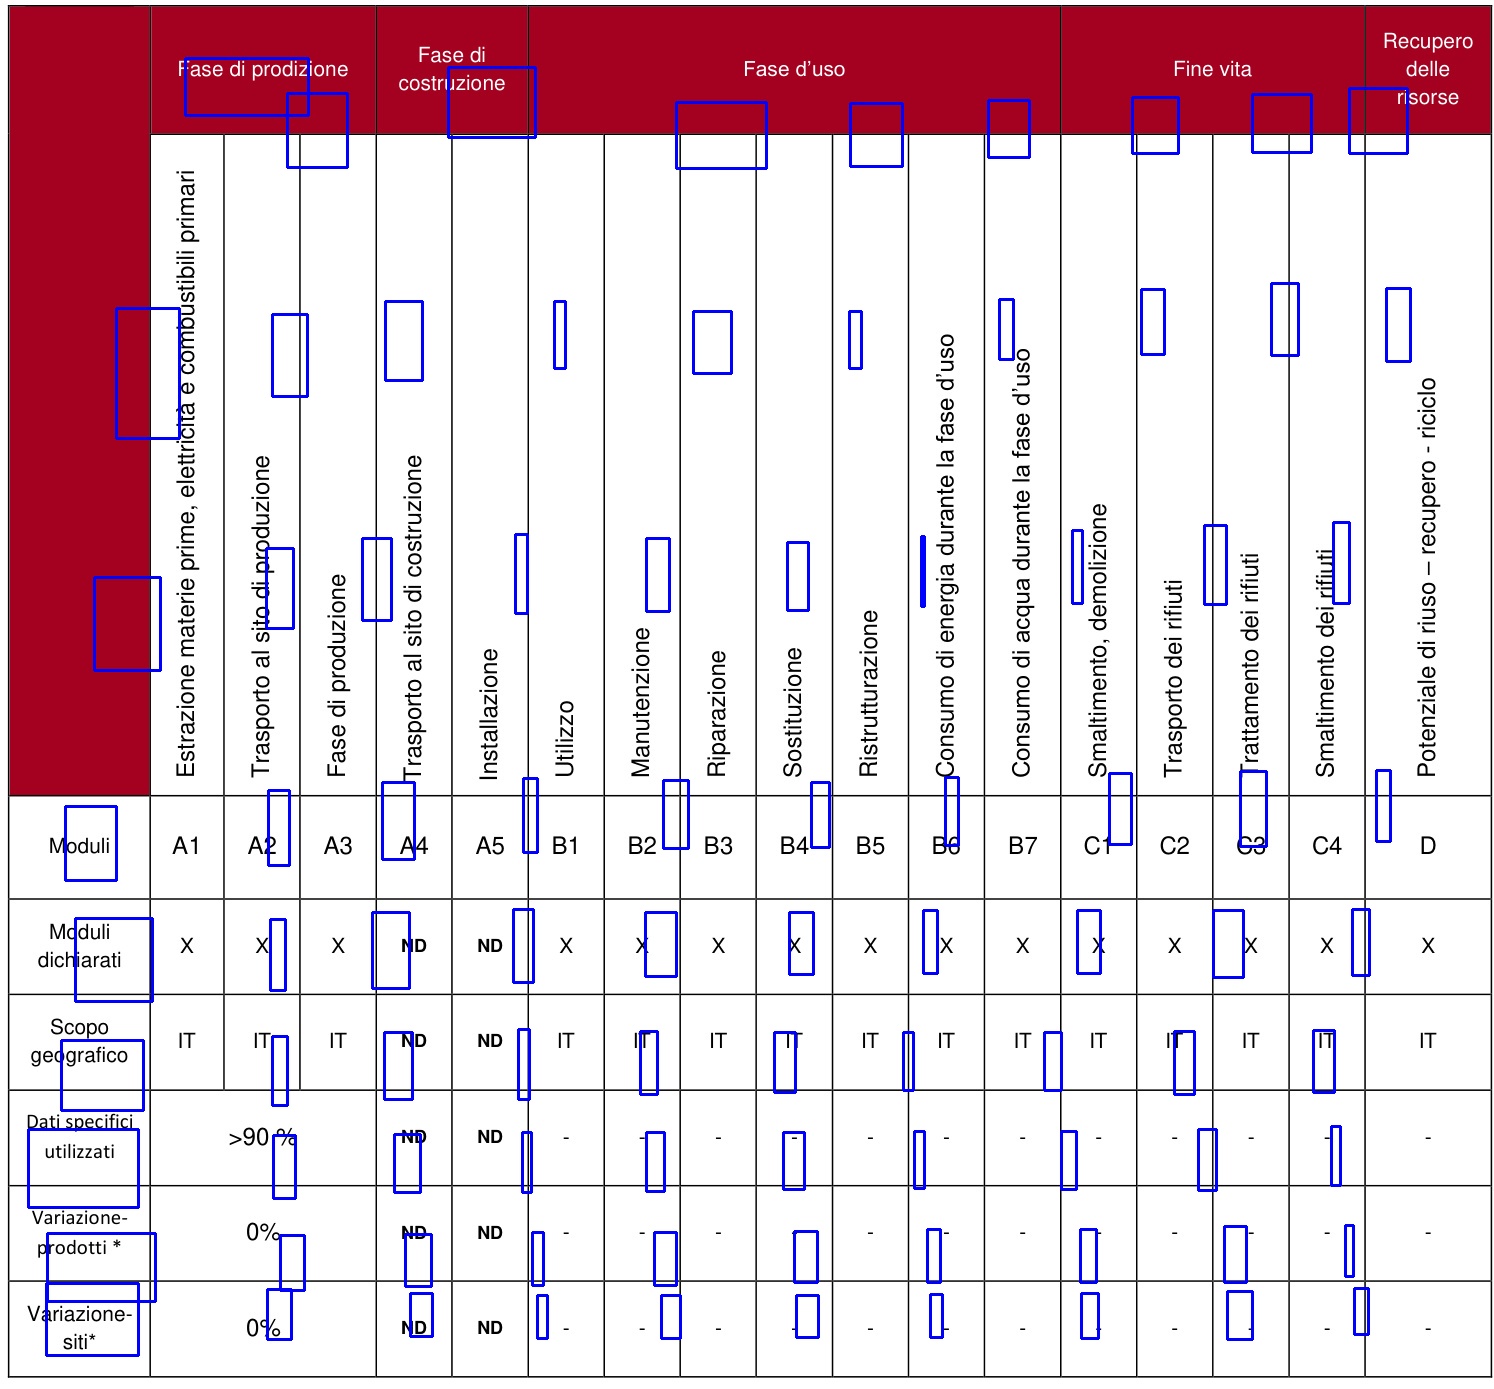 Fase di prodizione
Fase di
costruzione
Fase d'uso
Fine vita
Recupero
delle
risorse
Estrazione materie prime, elettricità e combustibili primari
Trasporto al sito di produzione
Fase di produzione
Trasporto al sito di costruzione
Installazione
Utilizzo
Manutenzione
Riparazione
Sostituzione
Ristrutturazione
Consumo di energia durante la fase d'uso
Consumo di acqua durante la fase d'uso
Smaltimento, demolizione
Trasporto dei rifiuti
Trattamento dei rifiuti
Smaltimento dei rifiuti
Potenziale di riuso – recupero - riciclo
Moduli A1 A2 A3 A4 A5 B1 B2 B3 B4 B5 B6 B7 C1 C2 C3 C4 D
Moduli
dichiarati
X X X ND ND X X X X X X X X X X X X
Scopo
geografico
IT IT IT ND ND IT IT IT IT IT IT IT IT IT IT IT IT
Dati specifici
utilizzati
>90 % ND ND - - - - - - - - - - - -
Variazione-
prodotti *
0% ND ND - - - - - - - - - - - -
Variazione-
siti*
0% ND ND - - - - - - - - - - - -